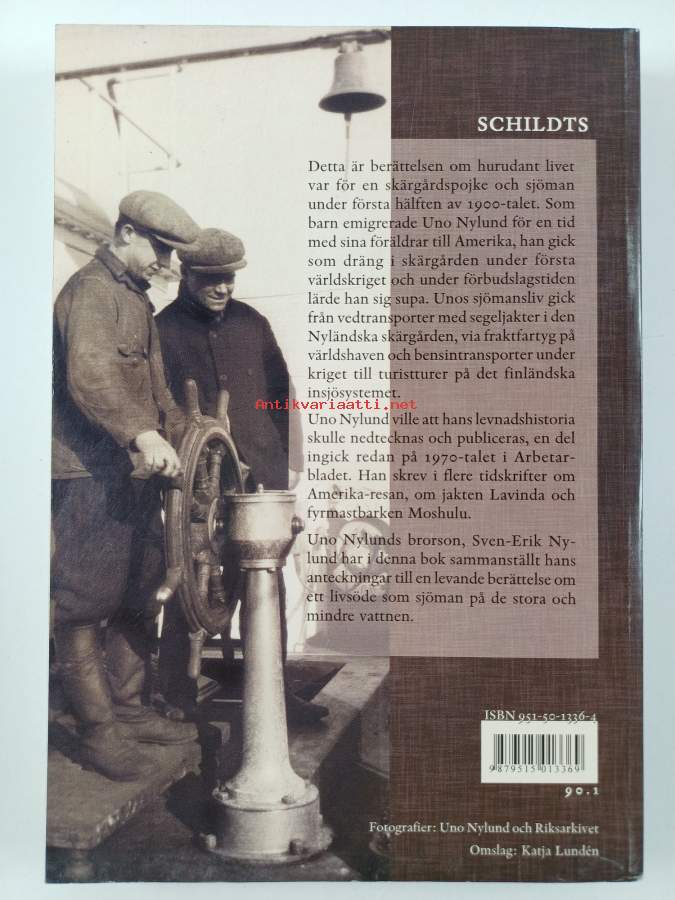 SCHILDTS
Detta är berättelsen om hurudant livet
var för en skärgårdspojke och sjöman
under första hälften av 1900-talet. Som
barn emigrerade Uno Nylund för en tid
med sina föräldrar till Amerika, han gick
som dräng i skärgården under första
världskriget och under förbudslagstiden
lärde han sig supa. Unos sjömansliv gick
från vedtransporter med segeljakter i den
Nyländska skärgården, via fraktfartyg på
världshaven och bensintransporter under
kriget till turistturer på det finländska
insjösystemet.
Antikvariaatti.net
Uno Nylund ville att hans levnadshistoria
skulle nedtecknas och publiceras, en del
ingick redan på 1970-talet i Arbetar-
bladet. Han skrev i flere tidskrifter om
Amerika-resan, om jakten Lavinda och
fyrmastbarken Moshulu.
Uno Nylunds brorson, Sven-Erik Ny-
lund har i denna bok sammanställt hans
anteckningar till en levande berättelse om
ett livsöde som sjöman på de stora och
mindre vattnen.
ISBN 951-50-1336-4
9 879515 013369
90.1
Fotografier: Uno Nylund och Riksarkivet
Omslag: Katja Lundén